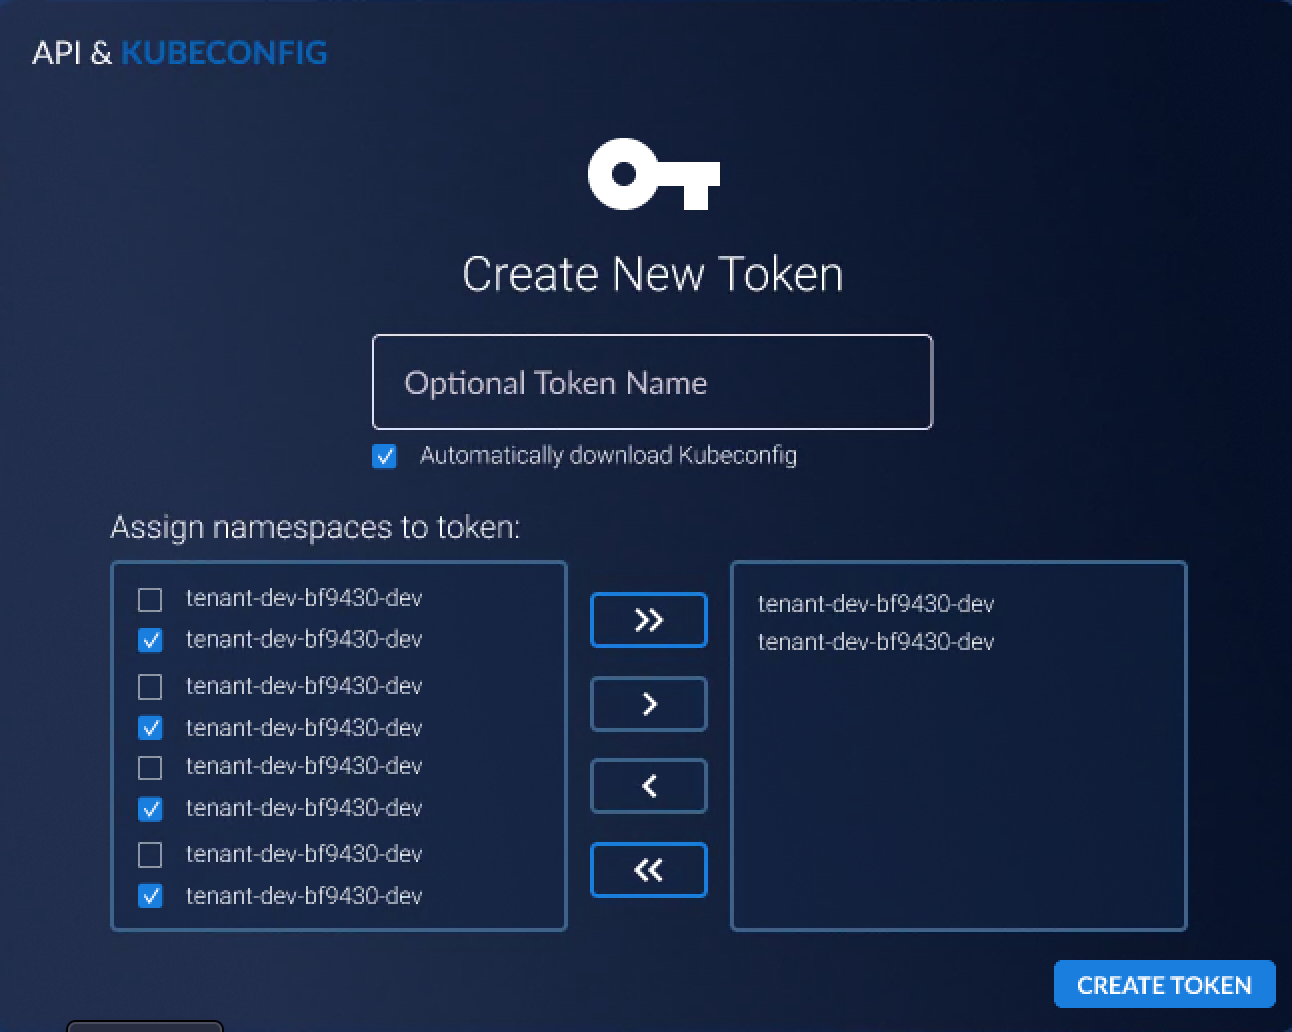 API & KUBECONFIG
Create New Token
Optional Token Name
Automatically download Kubeconfig
Assign namespaces to token:
tenant-dev-bf9430-dev
tenant-dev-bf9430-dev
tenant-dev-bf9430-dev
tenant-dev-bf9430-dev
tenant-dev-bf9430-dev
tenant-dev-bf9430-dev
tenant-dev-bf9430-dev
tenant-dev-bf9430-dev
tenant-dev-bf9430-dev
tenant-dev-bf9430-dev
CREATE TOKEN